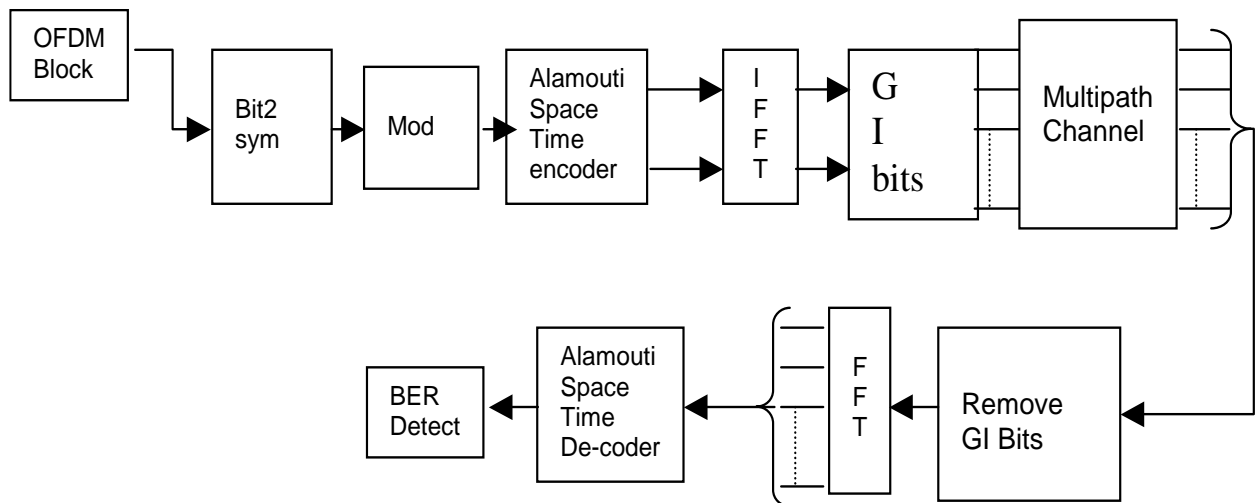 OFDM
Block
Bit2
sym
Mod
Alamouti
Space
Time
encoder
I
F
F
T
G
I
bits
Multipath
Channel
BER
Detect
Alamouti
Space
Time
De-coder
F
F
T
Remove
GI Bits